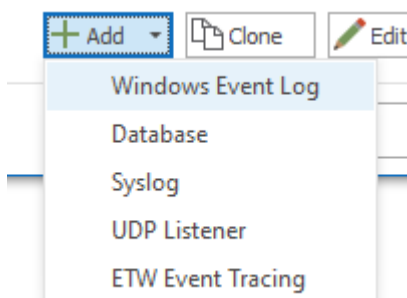 Add Clone Edit
Windows Event Log
Database
Syslog
UDP Listener
ETW Event Tracing